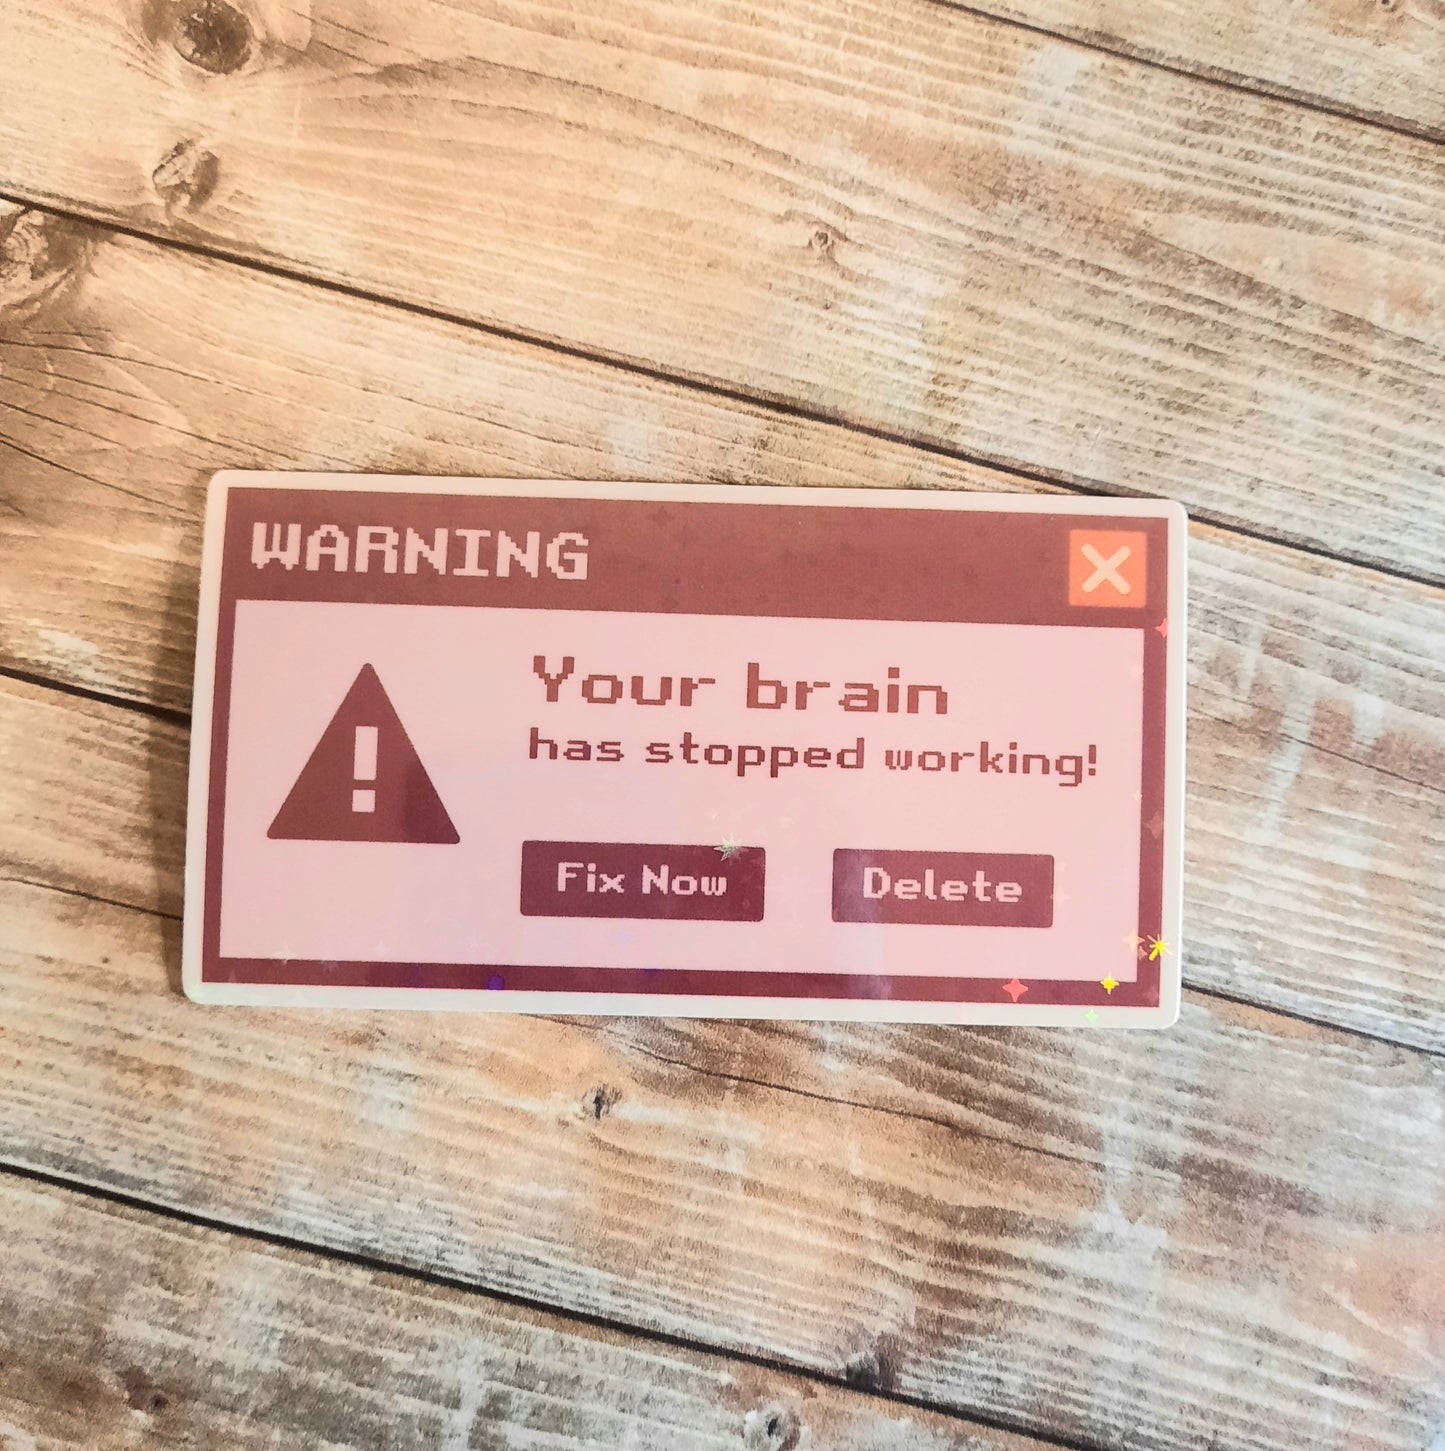 WARNING
Your brain
has stopped working!
Fix Now Delete